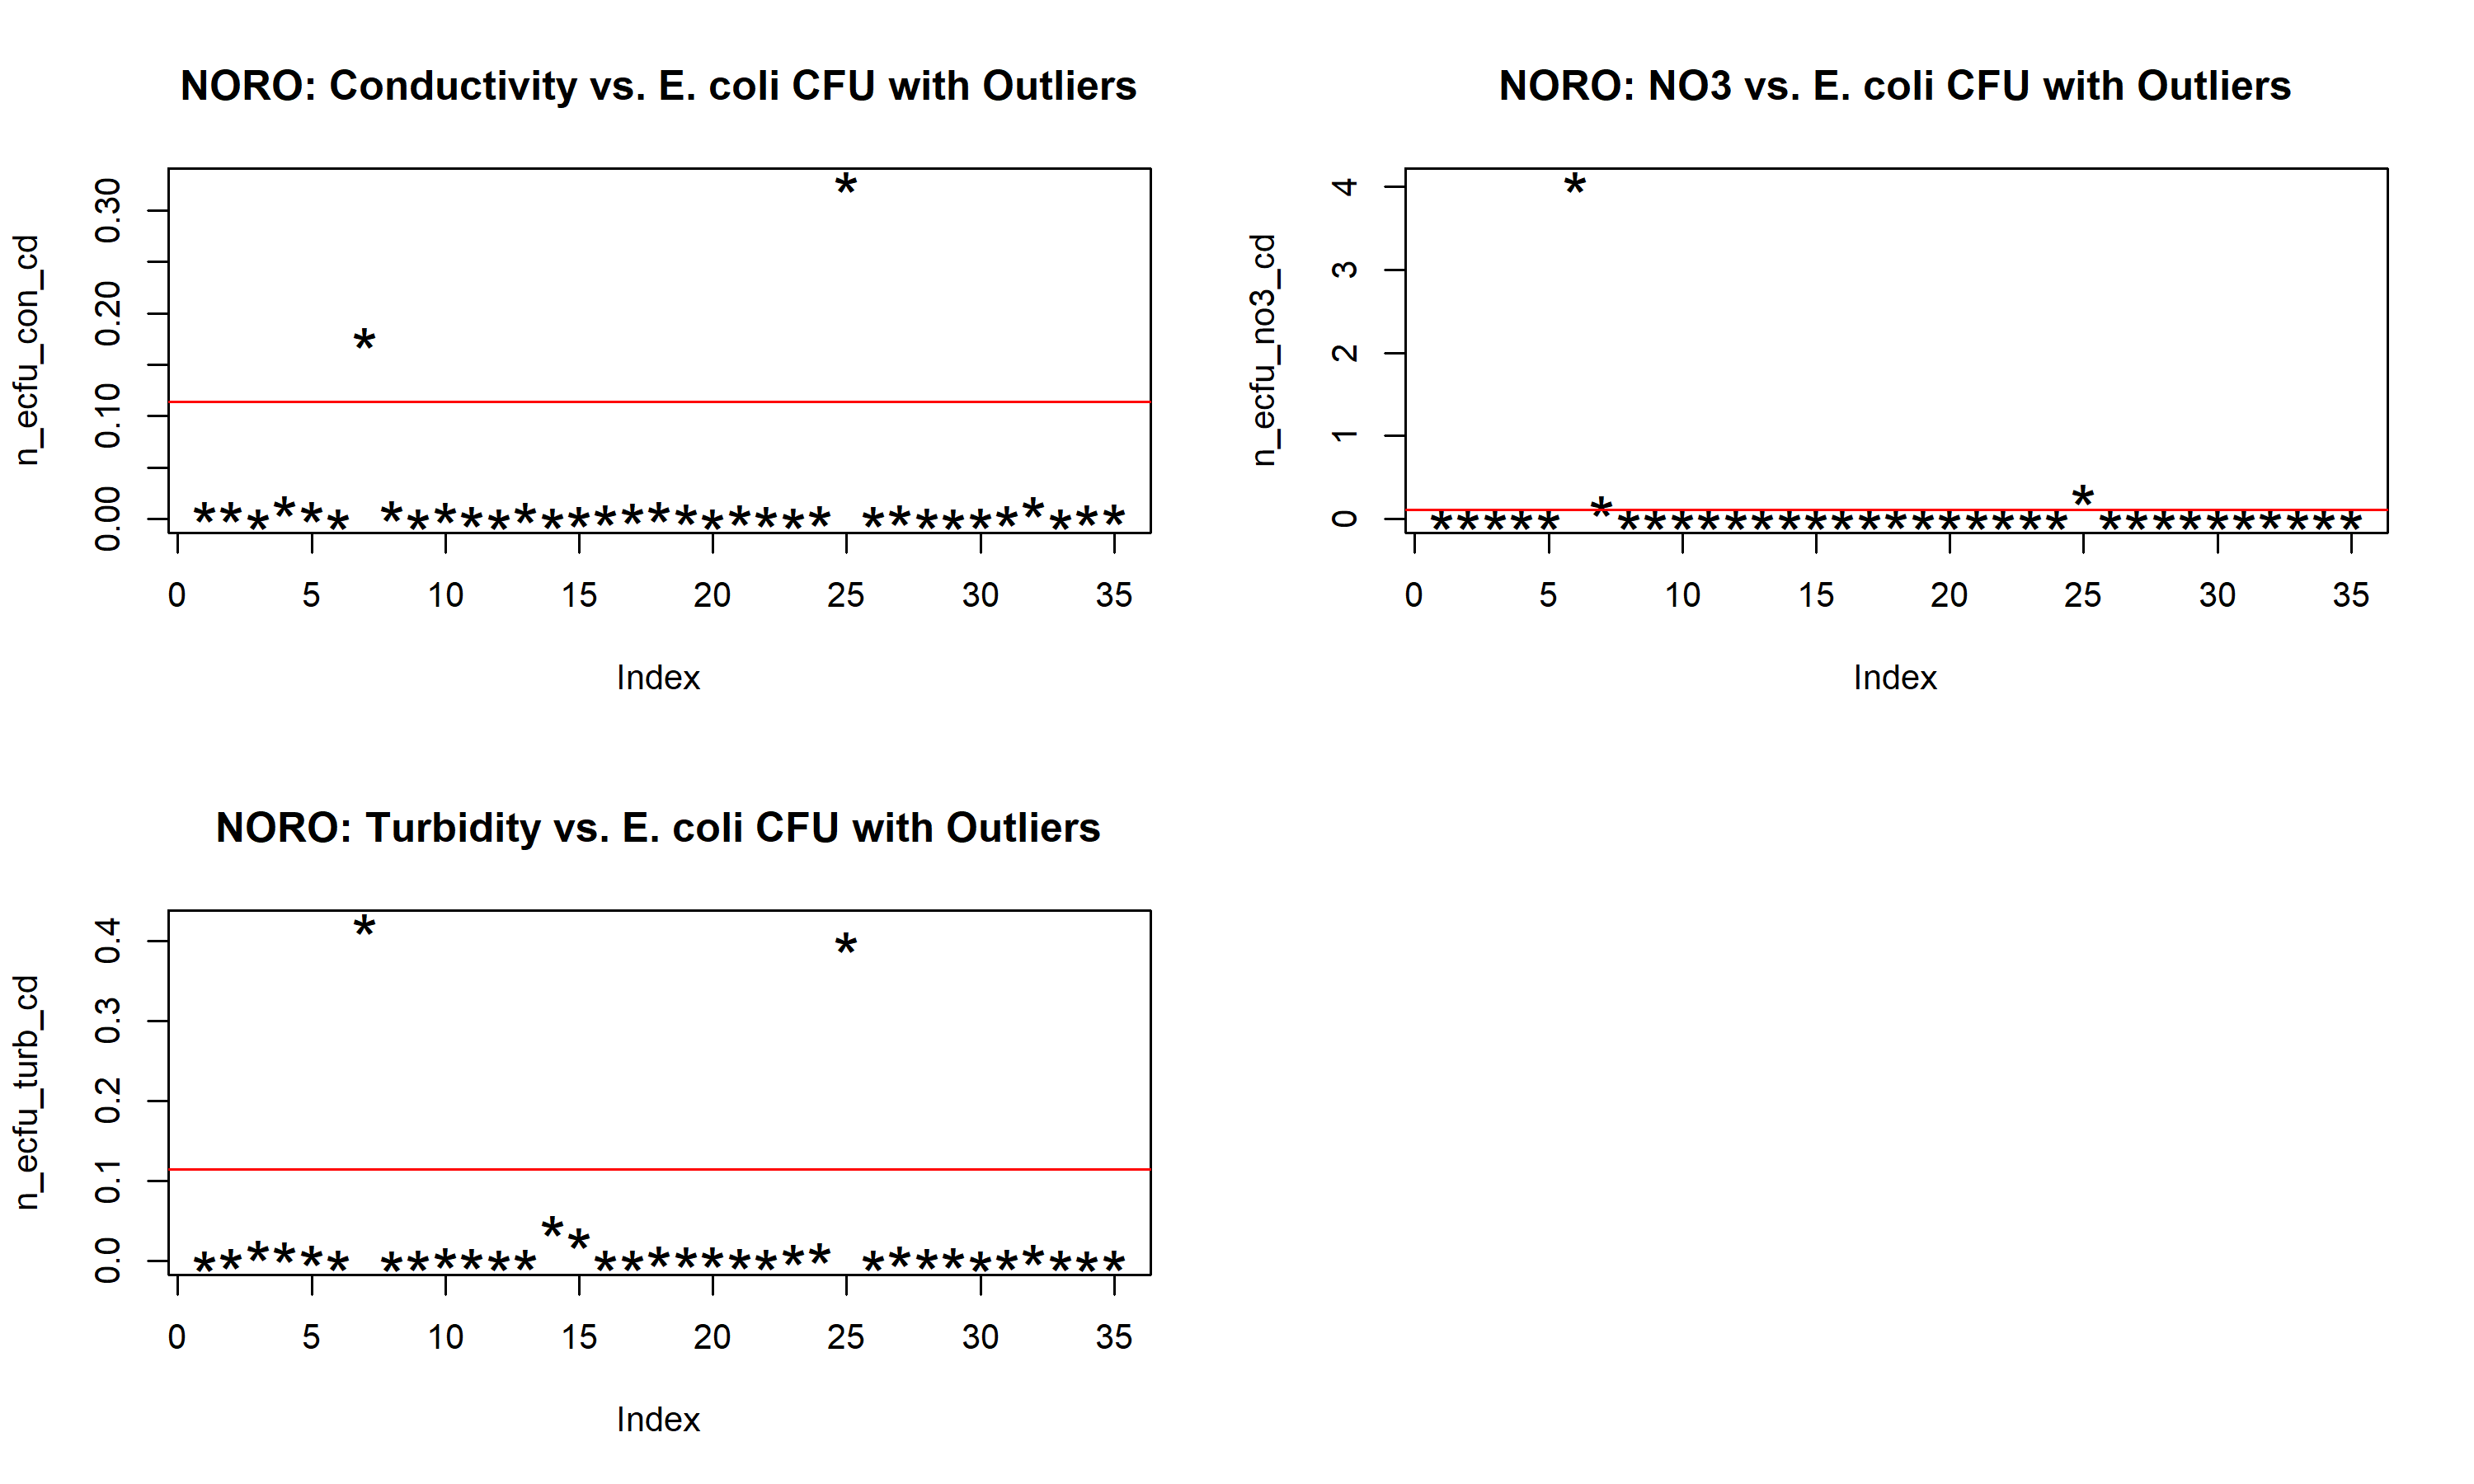 NORO: Conductivity vs. E. coli CFU with Outliers
n_ecfu_con_cd
0.00 0.10 0.20 0.30
0 5 10 15 20 25 30 35
Index
NORO: NO3 vs. E. coli CFU with Outliers
n_ecfu_no3_cd
0 1 2 3 4
0 5 10 15 20 25 30 35
Index
NORO: Turbidity vs. E. coli CFU with Outliers
n_ecfu_turb_cd
0.0 0.1 0.2 0.3 0.4
0 5 10 15 20 25 30 35
Index